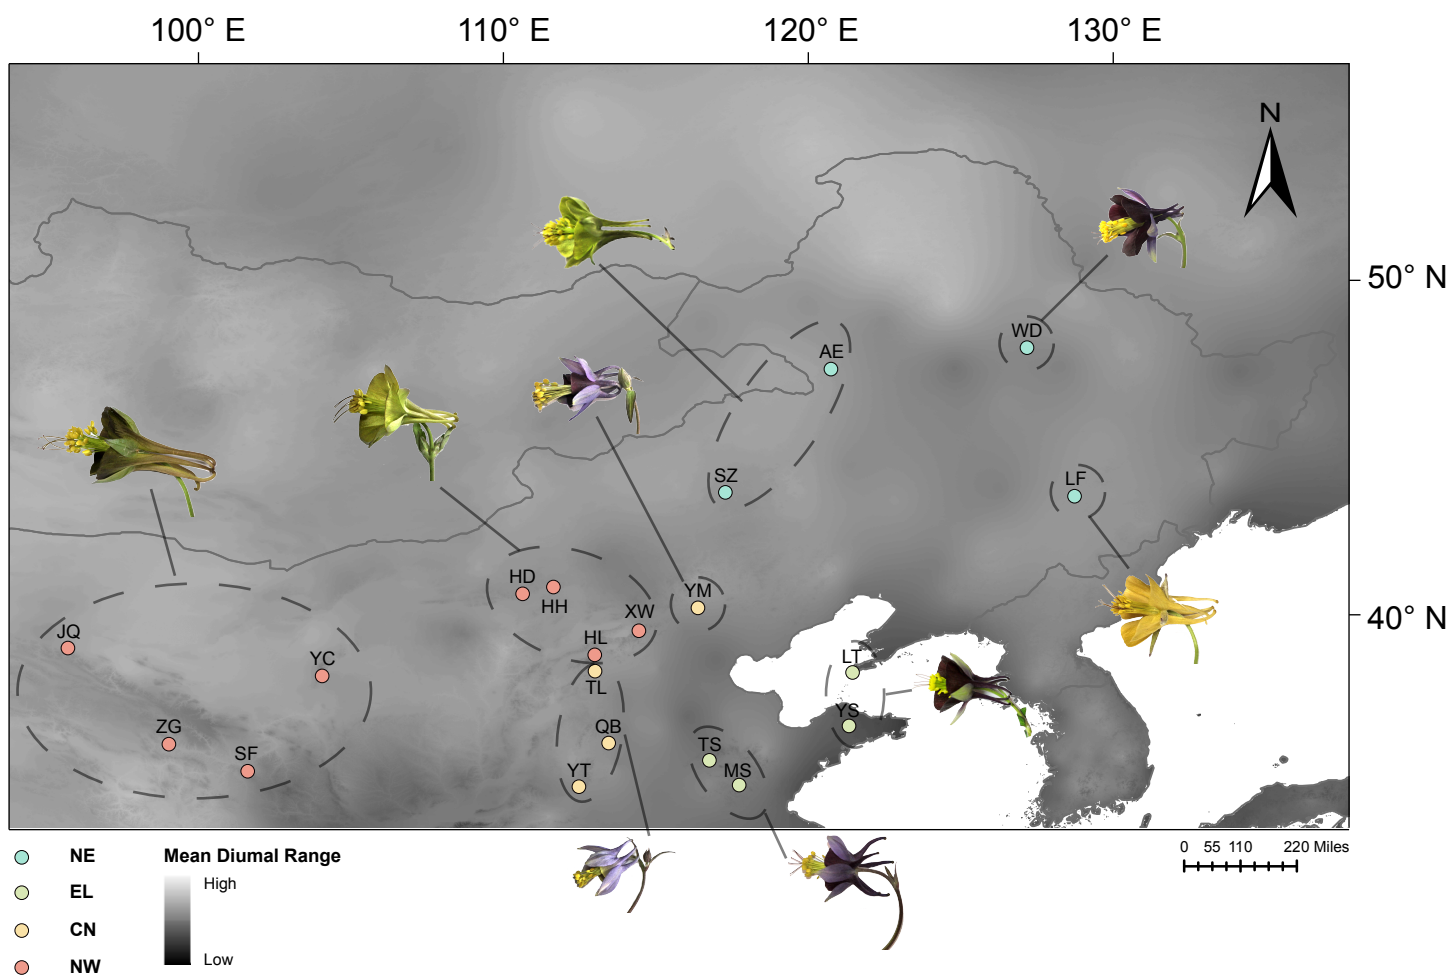 100° E 110° E 120° E 130° E
N
50° N
WD
AE
SZ
LF
HD
HH
YM
XW
40° N
JQ
HL
YC
LT
TL
YS
ZG
QB
SF
TS
YT
MS
NE
EL
CN
NW
Mean Diumal Range
High
Low
0 55 110 220 Miles